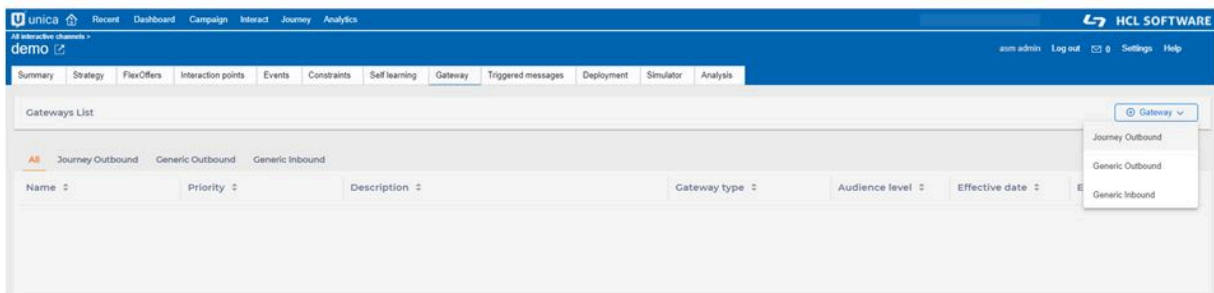 unica Recent Dashboard Campaign Interact Journey Analytics HCL SOFTWARE
All interactive channels >
demo asm admin Log out 0 Settings Help
Summary Strategy FlexOffers Interaction points Events Constraints Self learning Gateway Triggered messages Deployment Simulator Analysis
Gateways List Gateway
Journey Outbound
All Journey Outbound Generic Outbound Generic Inbound
Generic Outbound
Name Priority Description Gateway type Audience level Effective date E
Generic Inbound